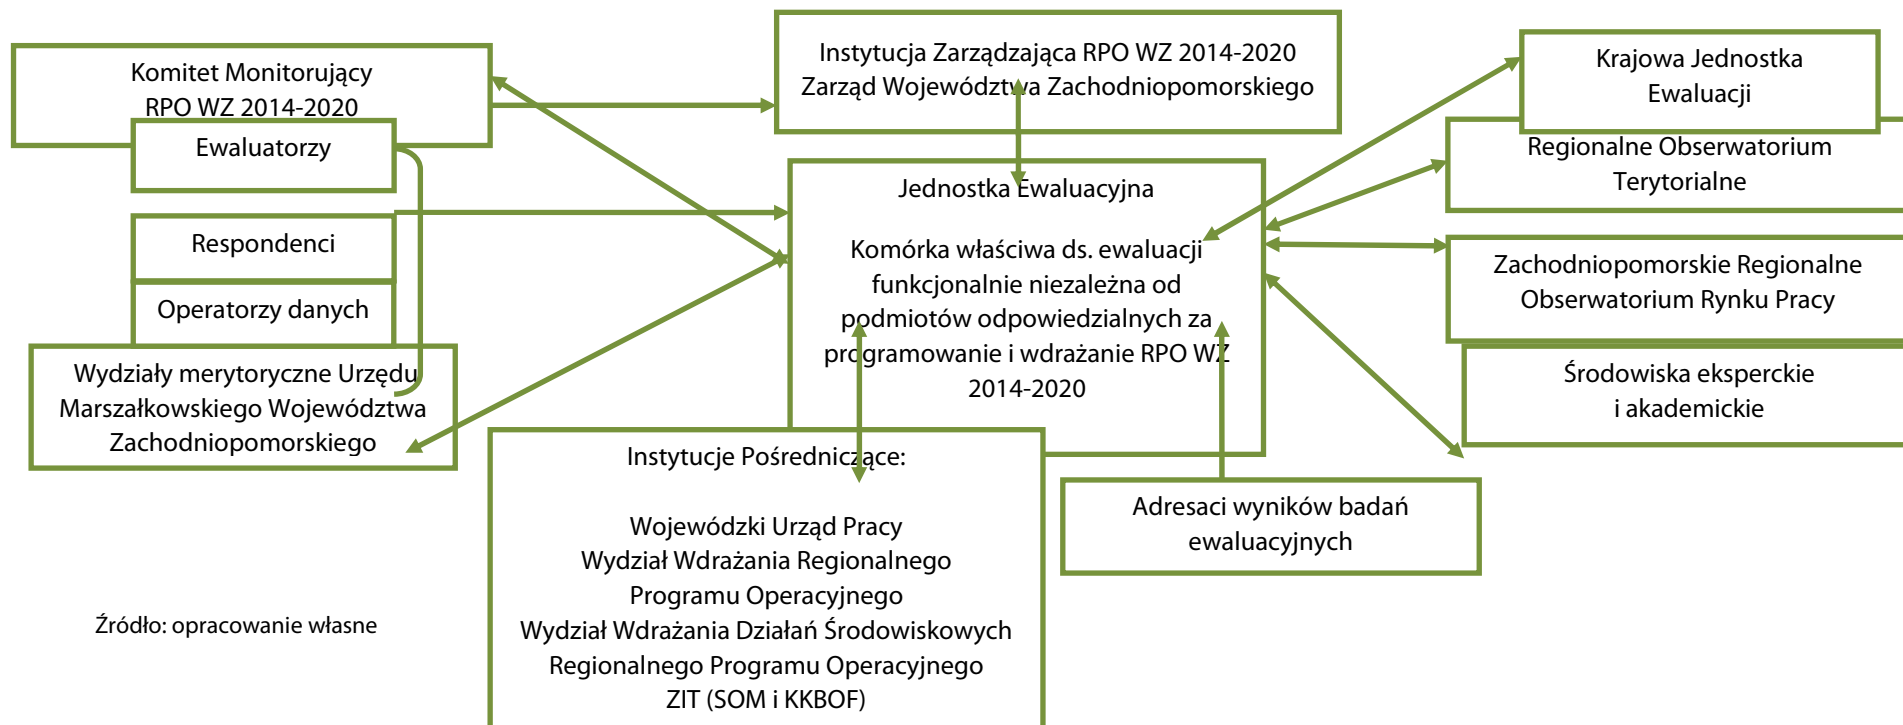 Komitet Monitorujący
RPO WZ 2014-2020
Ewaluatorzy
Respondenci
Operatorzy danych
Wydziały merytoryczne Urzędu
Marszałkowskiego Województwa
Zachodniopomorskiego
Instytucja Zarządzająca RPO WZ 2014-2020
Zarząd Województwa Zachodniopomorskiego
Jednostka Ewaluacyjna
Komórka właściwa ds. ewaluacji
funkcjonalnie niezależna od
podmiotów odpowiedzialnych za
programowanie i wdrażanie RPO WZ
2014-2020
Instytucje Pośredniczące:
Wojewódzki Urząd Pracy
Wydział Wdrażania Regionalnego
Programu Operacyjnego
Wydział Wdrażania Działań Środowiskowych
Regionalnego Programu Operacyjnego
ZIT (SOM i KKBOF)
Krajowa Jednostka
Ewaluacji
Regionalne Obserwatorium
Terytorialne
Zachodniopomorskie Regionalne
Obserwatorium Rynku Pracy
Środowiska eksperckie
i akademickie
Adresaci wyników badań
ewaluacyjnych
Źródło: opracowanie własne